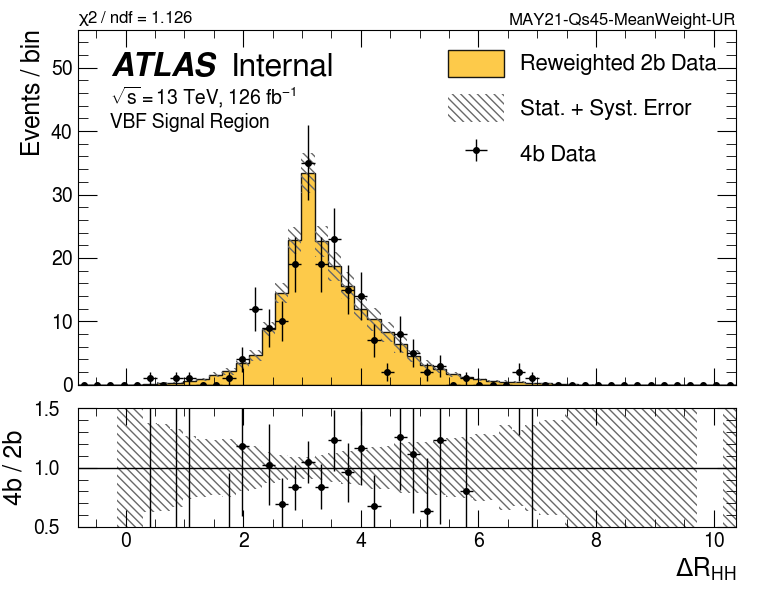 χ2 / ndf = 1.126 MAY21-Qs45-MeanWeight-UR
Events / bin
50
40
30
20
10
0
ATLAS Internal
√s = 13 TeV, 126 fb⁻¹
VBF Signal Region
Reweighted 2b Data
Stat. + Syst. Error
4b Data
4b / 2b
1.5
1.0
0.5
0 2 4 6 8 10
ΔR_HH